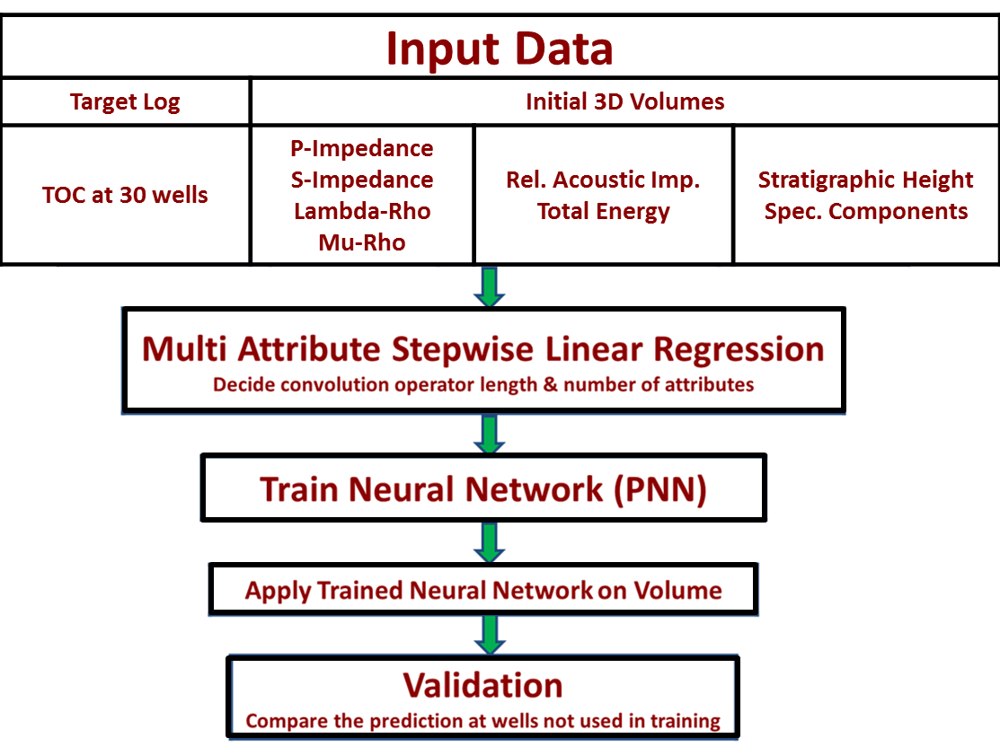 Input Data
Target Log
Initial 3D Volumes
TOC at 30 wells
P-Impedance
S-Impedance
Lambda-Rho
Mu-Rho
Rel. Acoustic Imp.
Total Energy
Stratigraphic Height
Spec. Components
Multi Attribute Stepwise Linear Regression
Decide convolution operator length & number of attributes
Train Neural Network (PNN)
Apply Trained Neural Network on Volume
Validation
Compare the prediction at wells not used in training